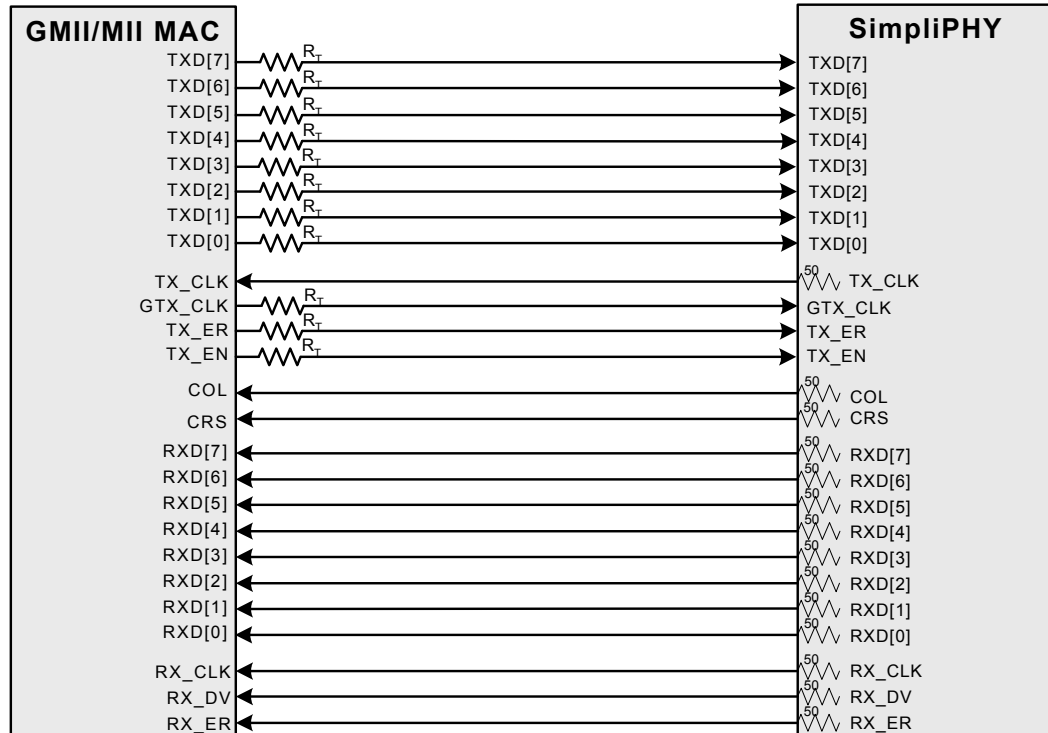 GMII/MII MAC SimpliPHY
TXD[7] R_T TXD[7]
TXD[6] R_T TXD[6]
TXD[5] R_T TXD[5]
TXD[4] R_T TXD[4]
TXD[3] R_T TXD[3]
TXD[2] R_T TXD[2]
TXD[1] R_T TXD[1]
TXD[0] R_T TXD[0]
TX_CLK 50 TX_CLK
GTX_CLK R_T GTX_CLK
TX_ER R_T TX_ER
TX_EN R_T TX_EN
COL 50 COL
CRS 50 CRS
RXD[7] 50 RXD[7]
RXD[6] 50 RXD[6]
RXD[5] 50 RXD[5]
RXD[4] 50 RXD[4]
RXD[3] 50 RXD[3]
RXD[2] 50 RXD[2]
RXD[1] 50 RXD[1]
RXD[0] 50 RXD[0]
RX_CLK 50 RX_CLK
RX_DV 50 RX_DV
RX_ER 50 RX_ER